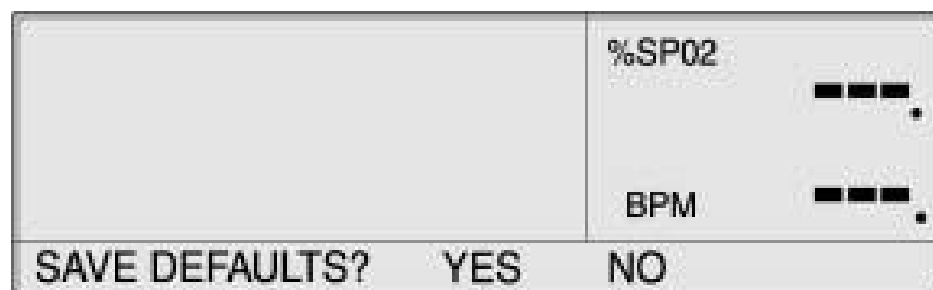 %SP02
---.
BPM
---.
SAVE DEFAULTS? YES NO